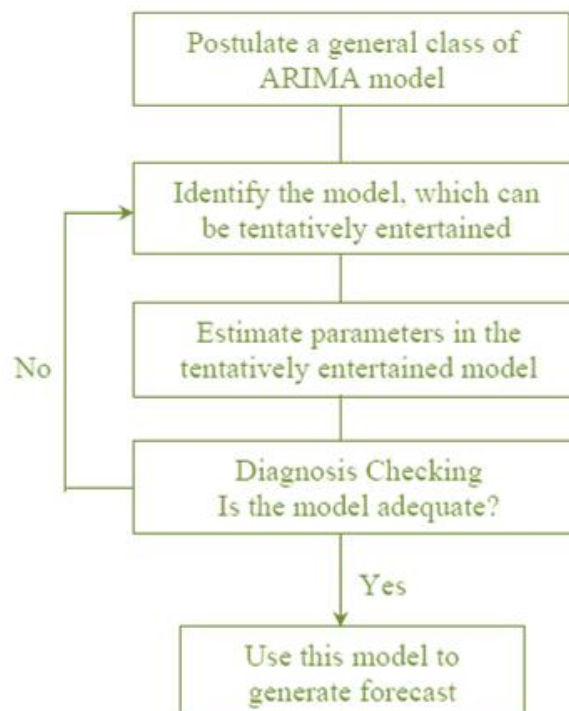 Postulate a general class of
ARIMA model
Identify the model, which can
be tentatively entertained
Estimate parameters in the
tentatively entertained model
No
Diagnosis Checking
Is the model adequate?
Yes
Use this model to
generate forecast